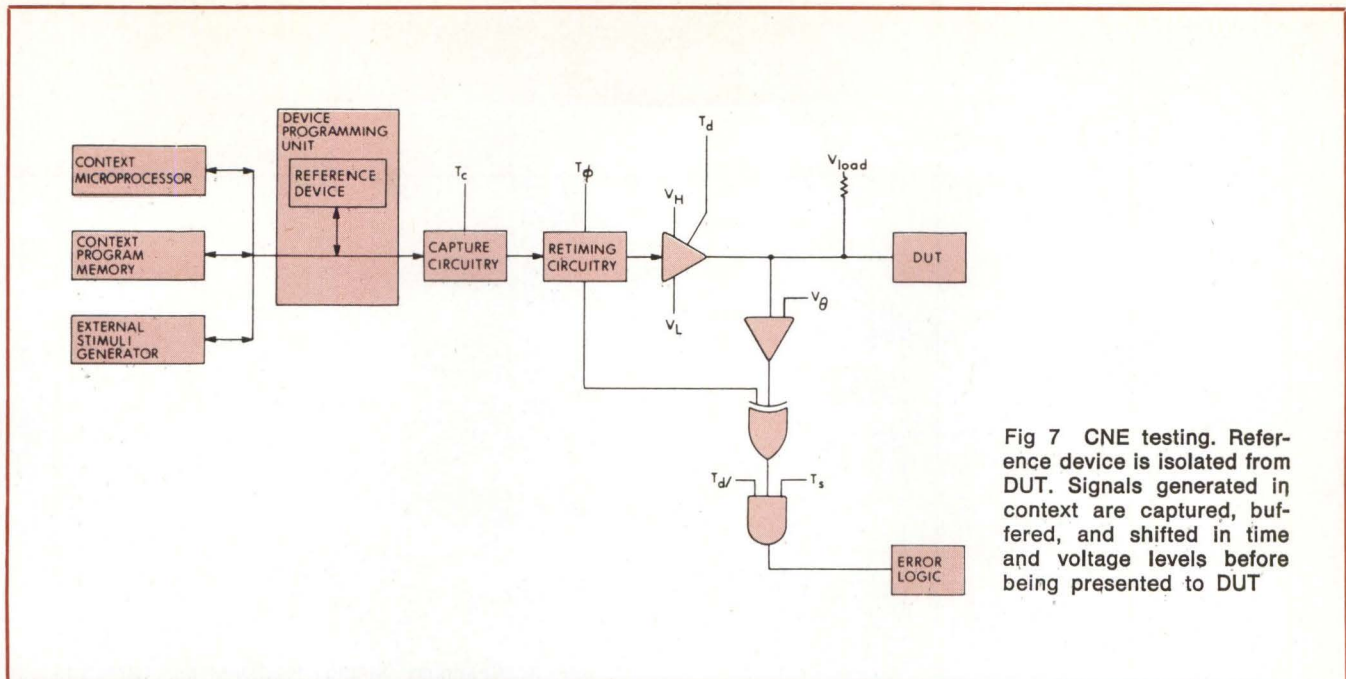 DEVICE
PROGRAMMING
UNIT
REFERENCE
DEVICE
CONTEXT
MICROPROCESSOR
CONTEXT
PROGRAM
MEMORY
EXTERNAL
STIMULI
GENERATOR
Tc
CAPTURE
CIRCUITRY
Tϕ
RETIMING
CIRCUITRY
VH
VL
Td
Vload
DUT
Vθ
Td/
Ts
ERROR
LOGIC
Fig 7 CNE testing. Refer-
ence device is isolated from
DUT. Signals generated in
context are captured, buf-
fered, and shifted in time
and voltage levels before
being presented to DUT